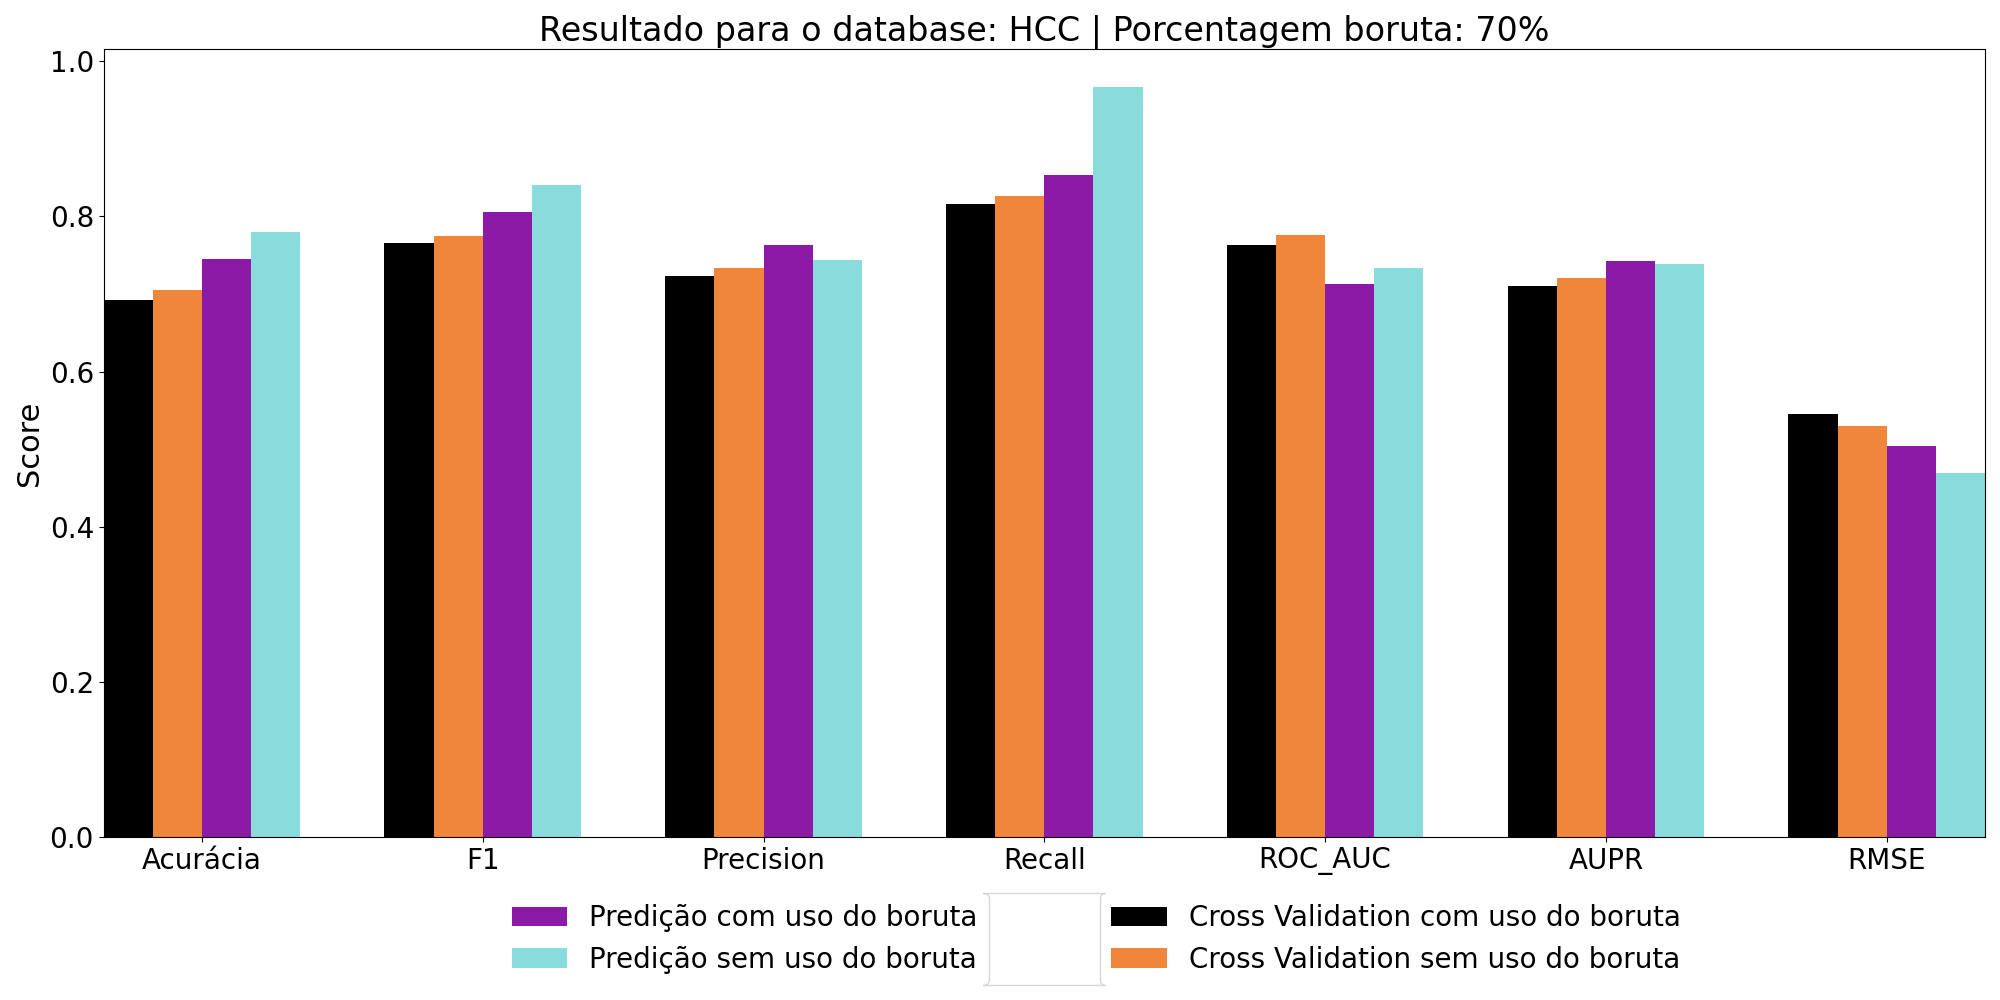 Resultado para o database: HCC | Porcentagem boruta: 70%
1.0
0.8
0.6
0.4
0.2
0.0
Score
Acurácia F1 Precision Recall ROC_AUC AUPR RMSE
Predição com uso do boruta
Predição sem uso do boruta
Cross Validation com uso do boruta
Cross Validation sem uso do boruta